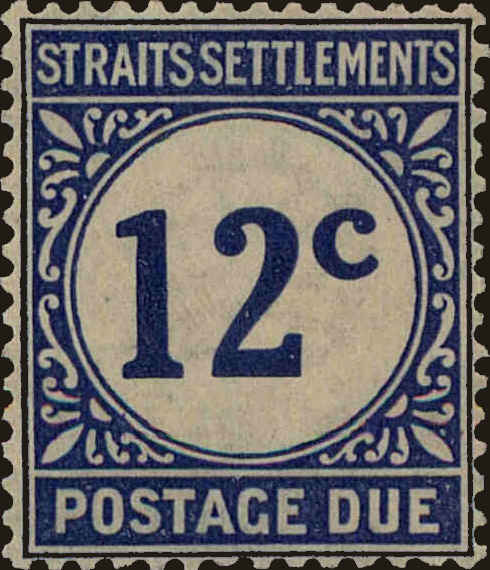 STRAITS SETTLEMENTS
12c
POSTAGE DUE